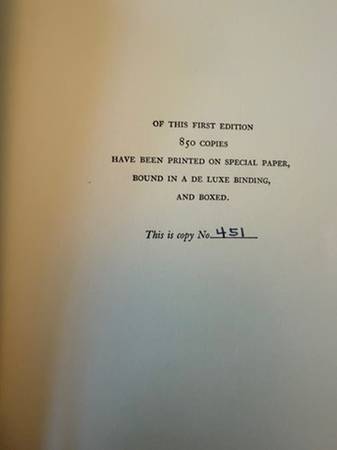 OF THIS FIRST EDITION
850 COPIES
HAVE BEEN PRINTED ON SPECIAL PAPER,
BOUND IN A DE LUXE BINDING,
AND BOXED.
This is copy No. 451